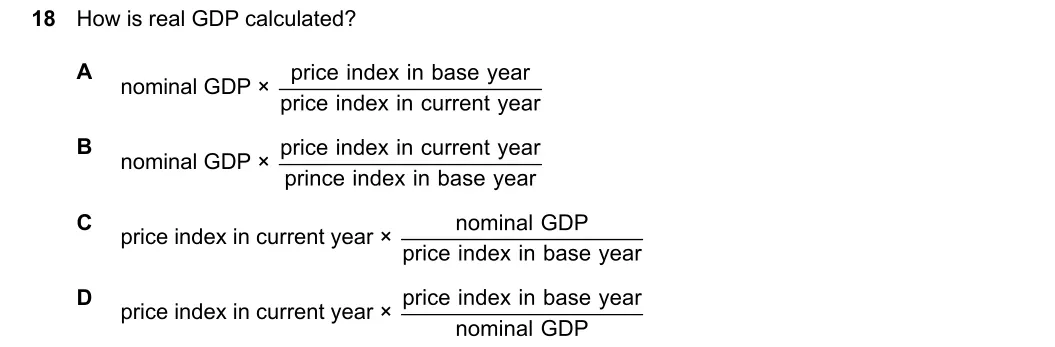 18 How is real GDP calculated?
A nominal GDP × price index in base year
price index in current year
B nominal GDP × price index in current year
prince index in base year
C price index in current year × nominal GDP
price index in base year
D price index in current year × price index in base year
nominal GDP